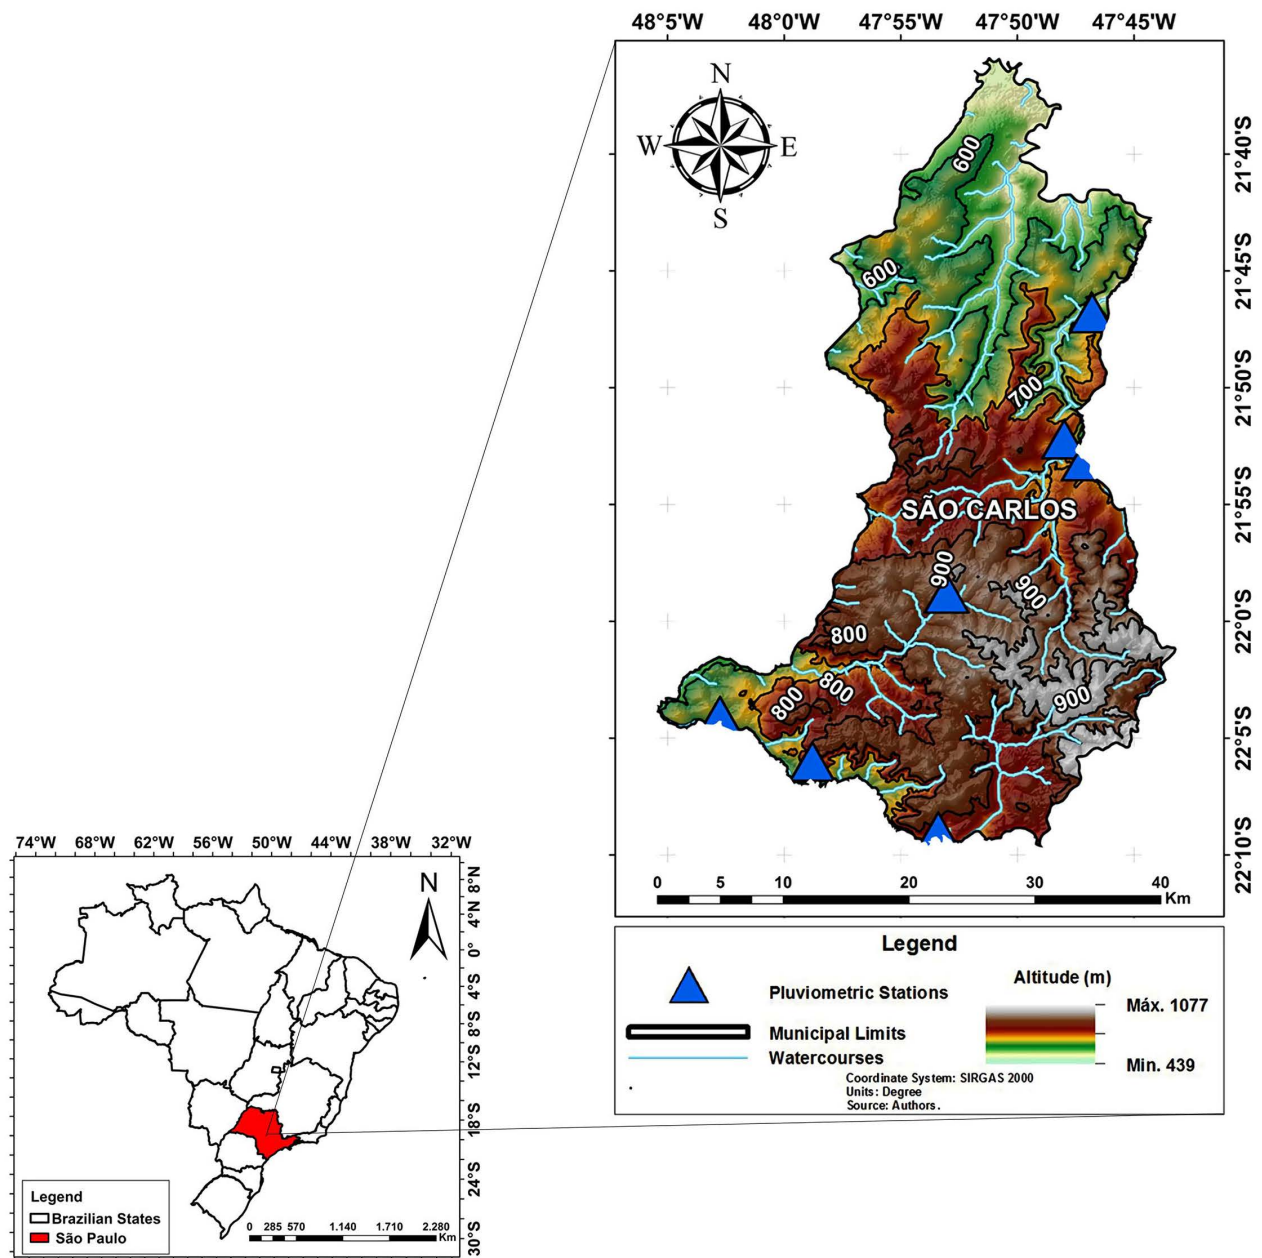 48°5'W 48°0'W 47°55'W 47°50'W 47°45'W
N
W E
S
21°40'S
21°45'S
21°50'S
21°55'S
22°0'S
22°5'S
22°10'S
600
600
700
SÃO CARLOS
900
900
800
800
800
900
0 5 10 20 30 40
Km
Legend
Pluviometric Stations
Municipal Limits
Watercourses
Altitude (m)
Máx. 1077
Min. 439
Coordinate System: SIRGAS 2000
Units: Degree
Source: Authors.
74°W 68°W 62°W 56°W 50°W 44°W 38°W 32°W
N
8°N
4°N
0°
4°S
8°S
12°S
18°S
24°S
30°S
Legend
Brazilian States
São Paulo
0 285 570 1.140 1.710 2.280
Km